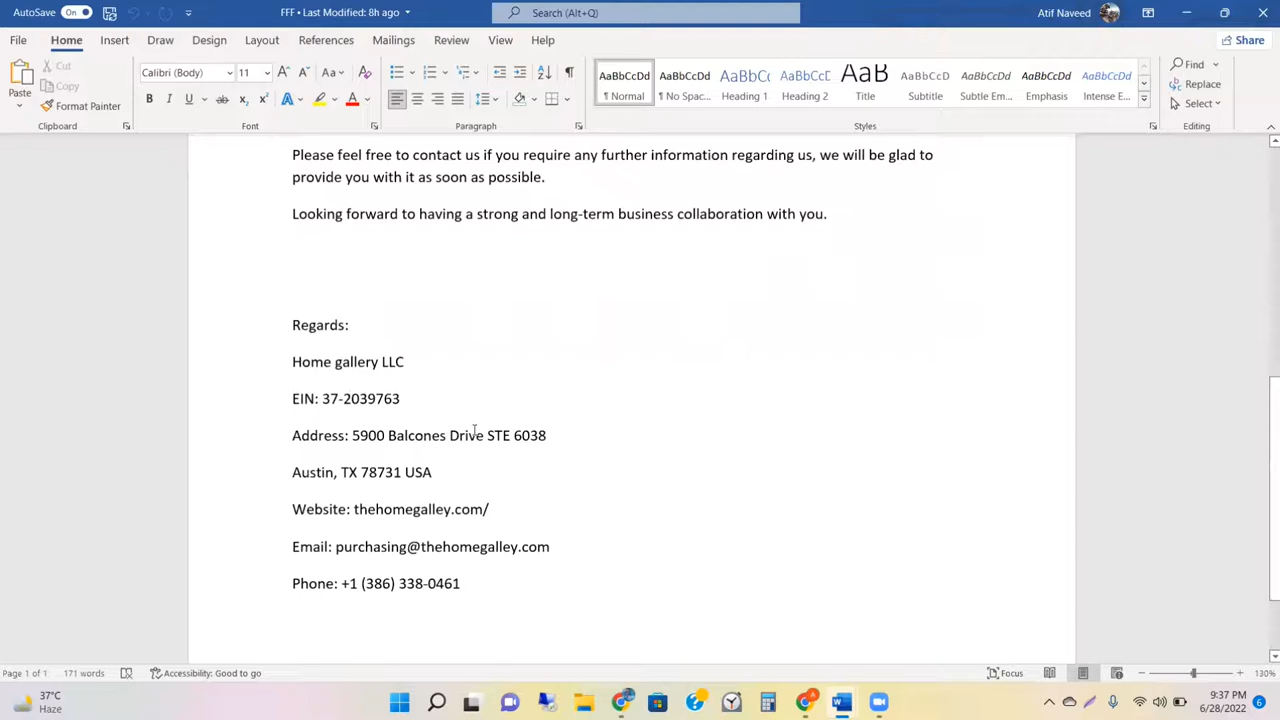 AutoSave On FFF • Last Modified: 8h ago Search (Alt+Q) Atif Naveed
File Home Insert Draw Design Layout References Mailings Review View Help Share
Paste Cut Copy Format Painter
Calibri (Body) 11
AaBbCcDd ¶ Normal
AaBbCcDd ¶ No Spac...
AaBbCc Heading 1
AaBbCcC Heading 2
AaB Title
AaBbCcD Subtitle
AaBbCcDd Subtle Em...
AaBbCcDd Emphasis
AaBbCcDd Intense E...
Find
Replace
Select
Clipboard Font Paragraph Styles Editing
Please feel free to contact us if you require any further information regarding us, we will be glad to
provide you with it as soon as possible.
Looking forward to having a strong and long-term business collaboration with you.
Regards:
Home gallery LLC
EIN: 37-2039763
Address: 5900 Balcones Drive STE 6038
Austin, TX 78731 USA
Website: thehomegalley.com/
Email: purchasing@thehomegalley.com
Phone: +1 (386) 338-0461
Page 1 of 1 171 words Accessibility: Good to go Focus 130%
37°C
Haze
9:37 PM
6/28/2022
6